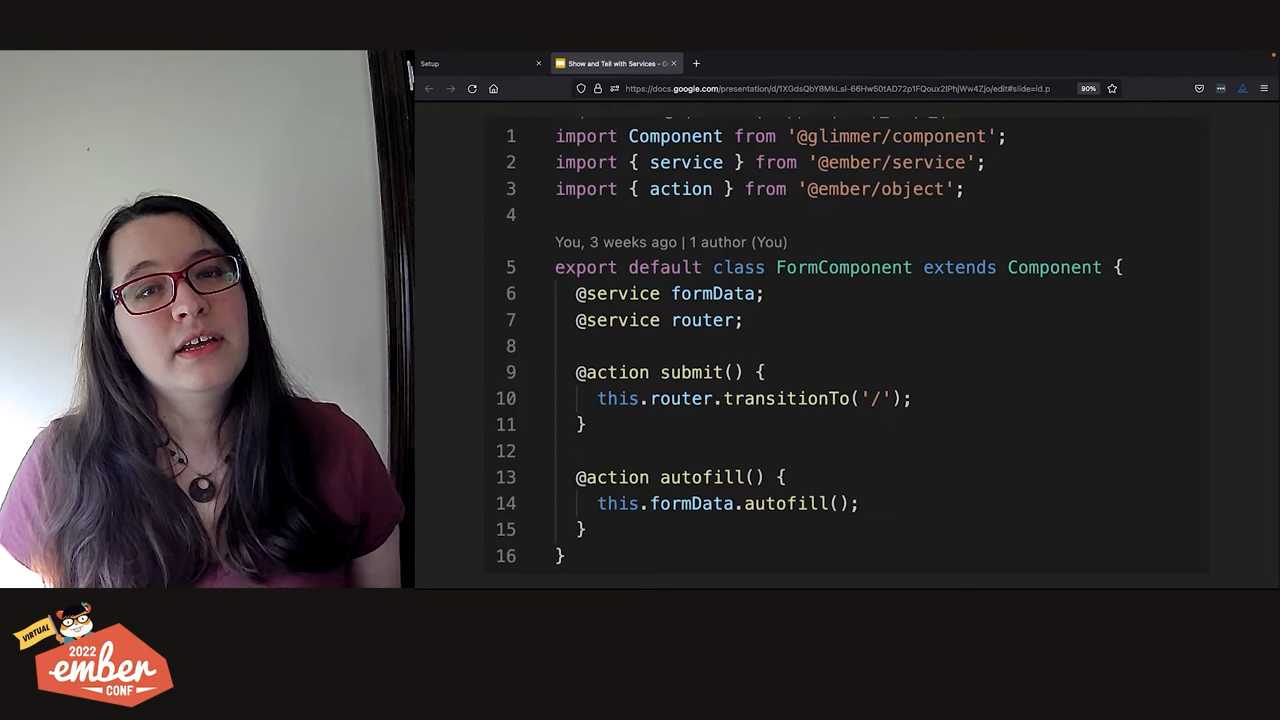 Setup
Show and Tell with Services - G
https://docs.google.com/presentation/d/1XGdsQbY8MkLsI-66Hw50tAD72p1FQoux2IPhjWw4Zjo/edit#slide=id.p
90%
1 import Component from '@glimmer/component';
2 import { service } from '@ember/service';
3 import { action } from '@ember/object';
4
You, 3 weeks ago | 1 author (You)
5 export default class FormComponent extends Component {
6 @service formData;
7 @service router;
8
9 @action submit() {
10 this.router.transitionTo('/');
11 }
12
13 @action autofill() {
14 this.formData.autofill();
15 }
16 }
VIRTUAL
2022
ember
CONF